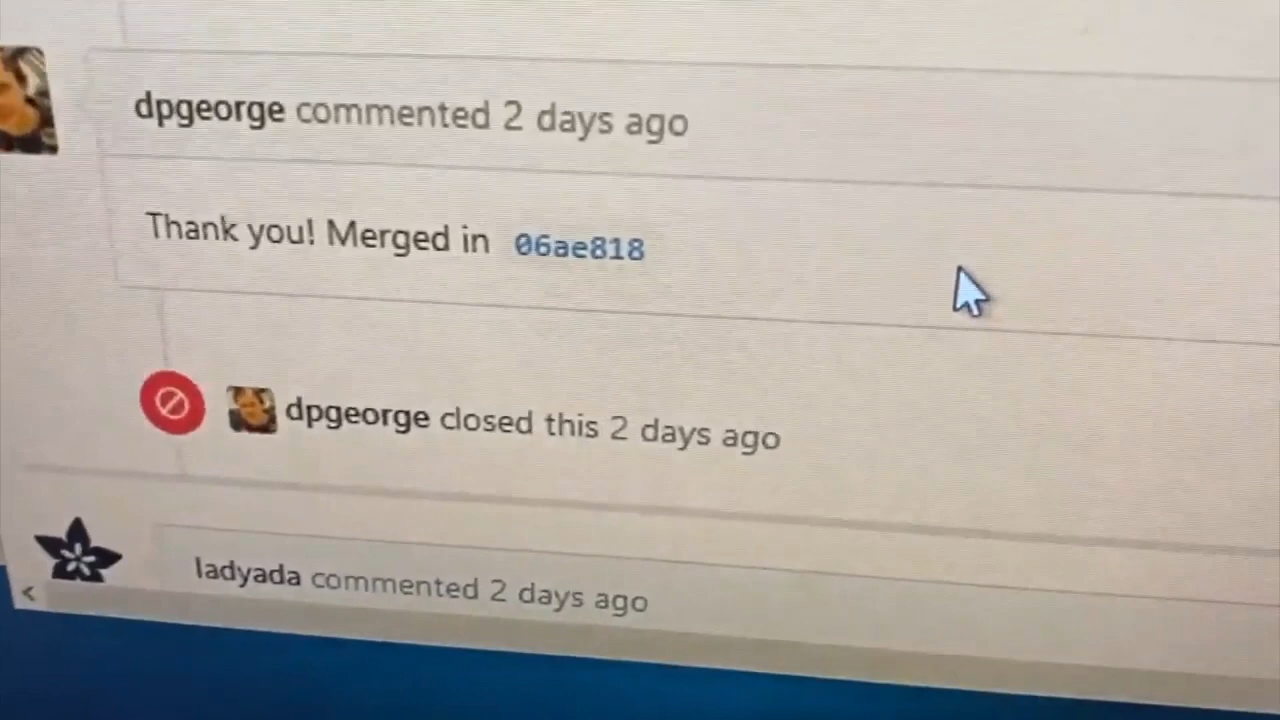 dpgeorge commented 2 days ago
Thank you! Merged in 06ae818
dpgeorge closed this 2 days ago
ladyada commented 2 days ago